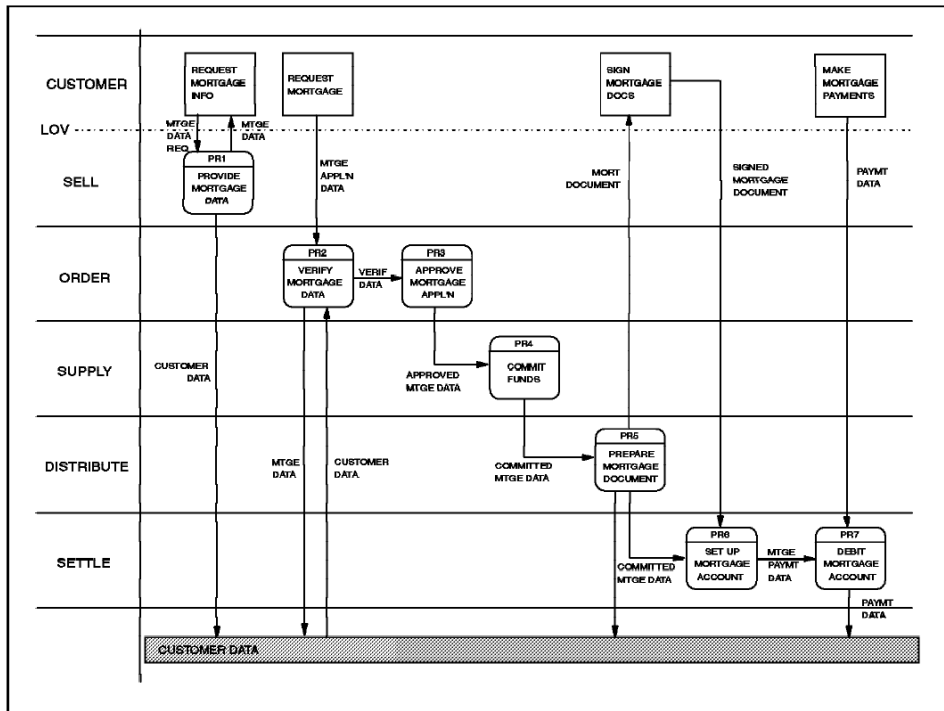 CUSTOMER
REQUEST
MORTGAGE
INFO
REQUEST
MORTGAGE
SIGN
MORTGAGE
DOCS
MAKE
MORTGAGE
PAYMENTS
LOV
MTGE
DATA
REQ
MTGE
DATA
SELL
PR1
PROVIDE
MORTGAGE
DATA
MTGE
APPL'N
DATA
MORT
DOCUMENT
SIGNED
MORTGAGE
DOCUMENT
PAYMT
DATA
ORDER
PR2
VERIFY
MORTGAGE
DATA
VERIF
DATA
PR3
APPROVE
MORTGAGE
APPL'N
SUPPLY
CUSTOMER
DATA
APPROVED
MTGE DATA
PR4
COMMIT
FUNDS
DISTRIBUTE
MTGE
DATA
CUSTOMER
DATA
COMMITTED
MTGE DATA
PR5
PREPARE
MORTGAGE
DOCUMENT
SETTLE
COMMITTED
MTGE DATA
PR6
SET UP
MORTGAGE
ACCOUNT
MTGE
PAYMT
DATA
PR7
DEBIT
MORTGAGE
ACCOUNT
PAYMT
DATA
CUSTOMER DATA